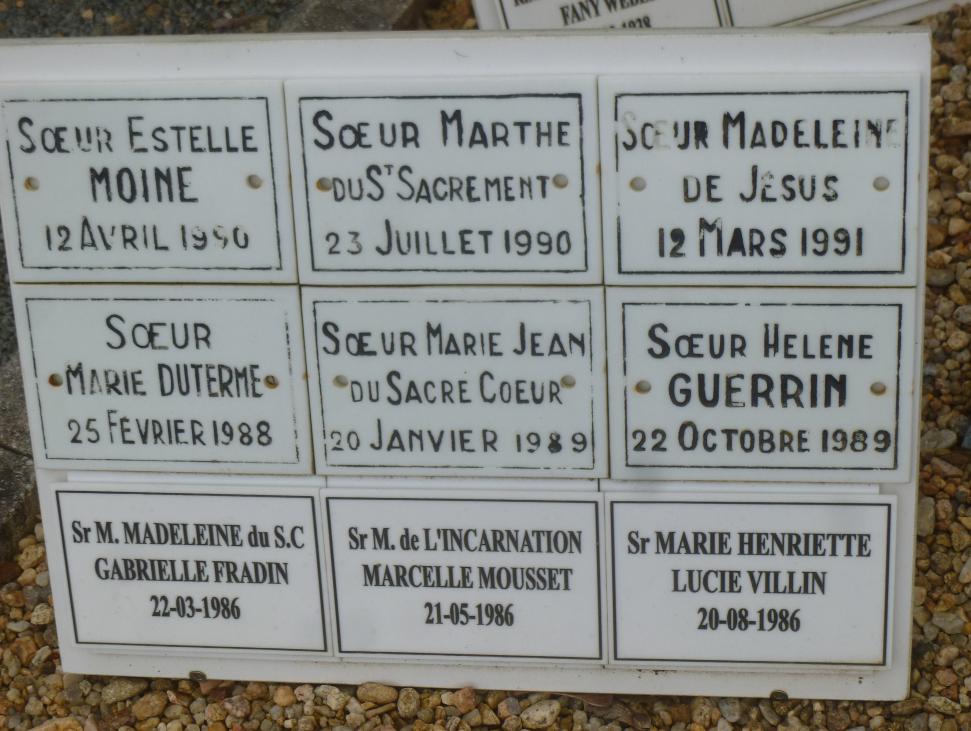 FANY
SŒUR ESTELLE
MOINE
12 AVRIL 1990
SŒUR MARTHE
DU ST SACREMENT
23 JUILLET 1990
SŒUR MADELEINE
DE JÉSUS
12 MARS 1991
SŒUR
MARIE DUTERME
25 FÉVRIER 1988
SŒUR MARIE JEAN
DU SACRE COEUR
20 JANVIER 1989
SŒUR HELENE
GUERRIN
22 OCTOBRE 1989
Sr M. MADELEINE du S.C
GABRIELLE FRADIN
22-03-1986
Sr M. de L'INCARNATION
MARCELLE MOUSSET
21-05-1986
Sr MARIE HENRIETTE
LUCIE VILLIN
20-08-1986